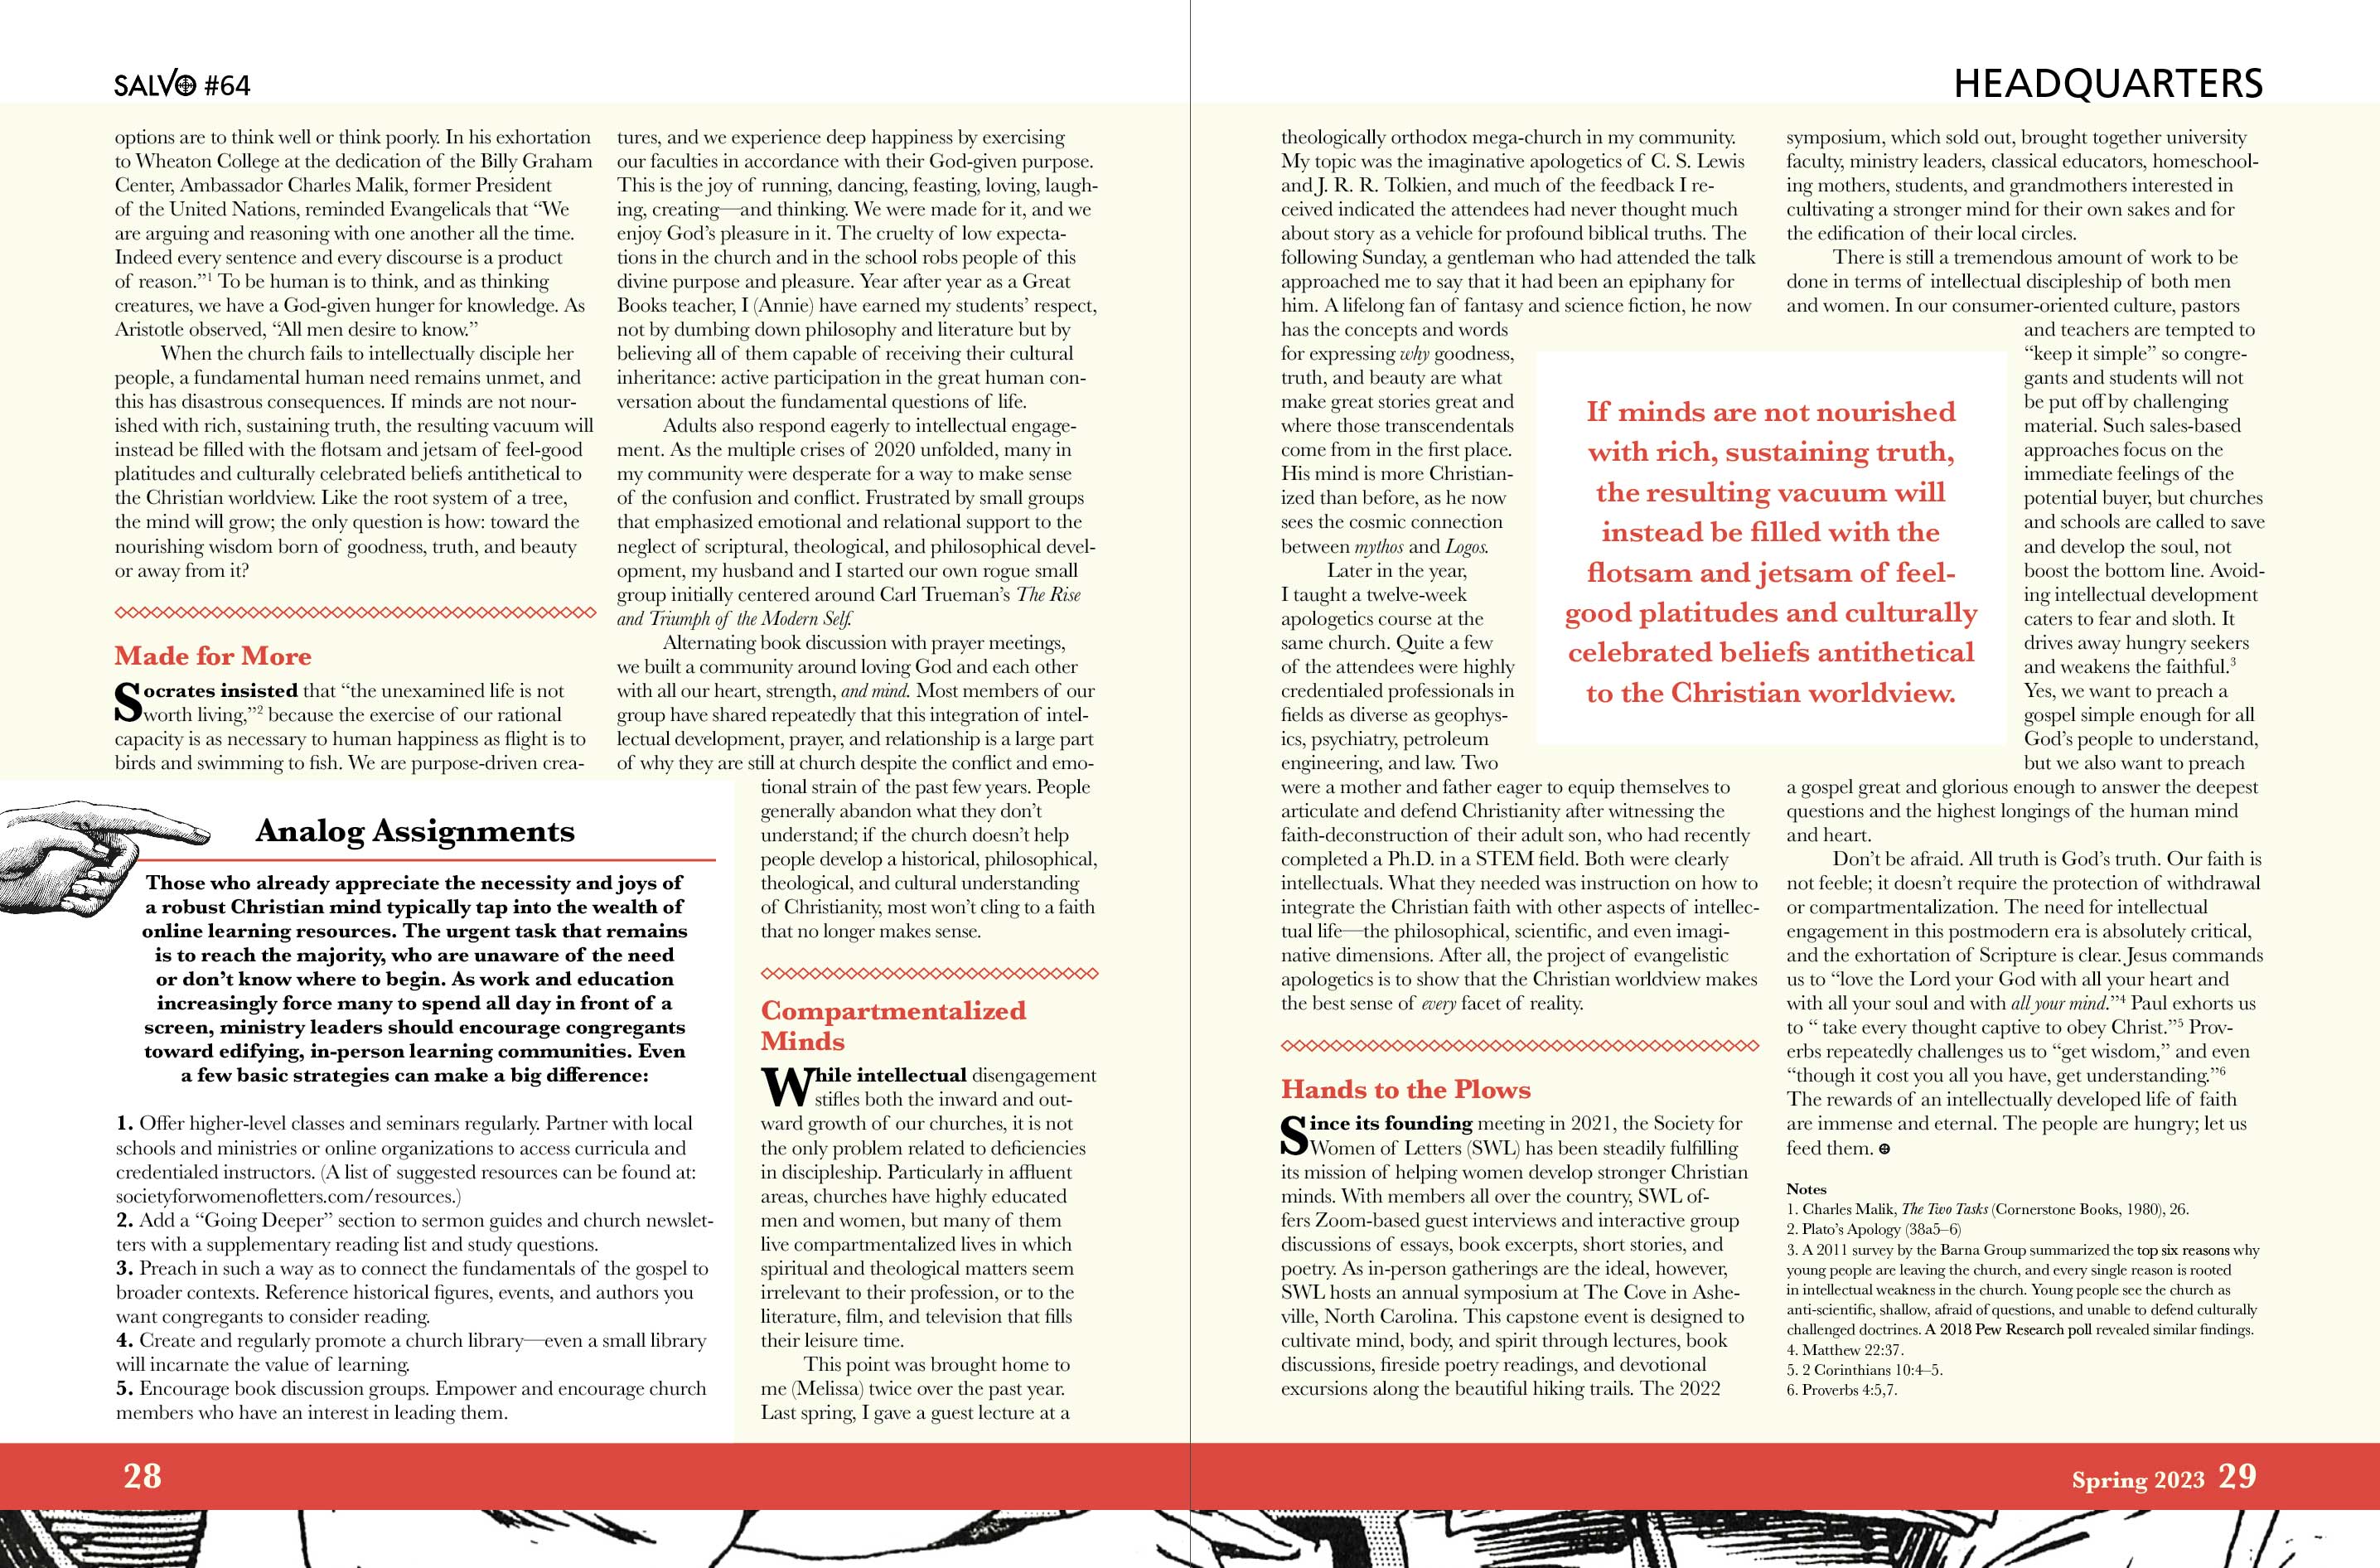 SALVO #64
options are to think well or think poorly. In his exhortation
to Wheaton College at the dedication of the Billy Graham
Center, Ambassador Charles Malik, former President
of the United Nations, reminded Evangelicals that “We
are arguing and reasoning with one another all the time.
Indeed every sentence and every discourse is a product
of reason.”1 To be human is to think, and as thinking
creatures, we have a God-given hunger for knowledge. As
Aristotle observed, “All men desire to know.”
When the church fails to intellectually disciple her
people, a fundamental human need remains unmet, and
this has disastrous consequences. If minds are not nour-
ished with rich, sustaining truth, the resulting vacuum will
instead be filled with the flotsam and jetsam of feel-good
platitudes and culturally celebrated beliefs antithetical to
the Christian worldview. Like the root system of a tree,
the mind will grow; the only question is how: toward the
nourishing wisdom born of goodness, truth, and beauty
or away from it?
Made for More
Socrates insisted that “the unexamined life is not
worth living,”2 because the exercise of our rational
capacity is as necessary to human happiness as flight is to
birds and swimming to fish. We are purpose-driven crea-
tures, and we experience deep happiness by exercising
our faculties in accordance with their God-given purpose.
This is the joy of running, dancing, feasting, loving, laugh-
ing, creating—and thinking. We were made for it, and we
enjoy God’s pleasure in it. The cruelty of low expecta-
tions in the church and in the school robs people of this
divine purpose and pleasure. Year after year as a Great
Books teacher, I (Annie) have earned my students’ respect,
not by dumbing down philosophy and literature but by
believing all of them capable of receiving their cultural
inheritance: active participation in the great human con-
versation about the fundamental questions of life.
Adults also respond eagerly to intellectual engage-
ment. As the multiple crises of 2020 unfolded, many in
my community were desperate for a way to make sense
of the confusion and conflict. Frustrated by small groups
that emphasized emotional and relational support to the
neglect of scriptural, theological, and philosophical devel-
opment, my husband and I started our own rogue small
group initially centered around Carl Trueman’s The Rise
and Triumph of the Modern Self.
Alternating book discussion with prayer meetings,
we built a community around loving God and each other
with all our heart, strength, and mind. Most members of our
group have shared repeatedly that this integration of intel-
lectual development, prayer, and relationship is a large part
of why they are still at church despite the conflict and emo-
tional strain of the past few years. People
generally abandon what they don’t
understand; if the church doesn’t help
people develop a historical, philosophical,
theological, and cultural understanding
of Christianity, most won’t cling to a faith
that no longer makes sense.
Compartmentalized
Minds
While intellectual disengagement
stifles both the inward and out-
ward growth of our churches, it is not
the only problem related to deficiencies
in discipleship. Particularly in affluent
areas, churches have highly educated
men and women, but many of them
live compartmentalized lives in which
spiritual and theological matters seem
irrelevant to their profession, or to the
literature, film, and television that fills
their leisure time.
This point was brought home to
me (Melissa) twice over the past year.
Last spring, I gave a guest lecture at a
Analog Assignments
Those who already appreciate the necessity and joys of
a robust Christian mind typically tap into the wealth of
online learning resources. The urgent task that remains
is to reach the majority, who are unaware of the need
or don’t know where to begin. As work and education
increasingly force many to spend all day in front of a
screen, ministry leaders should encourage congregants
toward edifying, in-person learning communities. Even
a few basic strategies can make a big difference:
1. Offer higher-level classes and seminars regularly. Partner with local
schools and ministries or online organizations to access curricula and
credentialed instructors. (A list of suggested resources can be found at:
societyforwomenofletters.com/resources.)
2. Add a “Going Deeper” section to sermon guides and church newslet-
ters with a supplementary reading list and study questions.
3. Preach in such a way as to connect the fundamentals of the gospel to
broader contexts. Reference historical figures, events, and authors you
want congregants to consider reading.
4. Create and regularly promote a church library—even a small library
will incarnate the value of learning.
5. Encourage book discussion groups. Empower and encourage church
members who have an interest in leading them.
28
HEADQUARTERS
theologically orthodox mega-church in my community.
My topic was the imaginative apologetics of C. S. Lewis
and J. R. R. Tolkien, and much of the feedback I re-
ceived indicated the attendees had never thought much
about story as a vehicle for profound biblical truths. The
following Sunday, a gentleman who had attended the talk
approached me to say that it had been an epiphany for
him. A lifelong fan of fantasy and science fiction, he now
has the concepts and words
for expressing why goodness,
truth, and beauty are what
make great stories great and
where those transcendentals
come from in the first place.
His mind is more Christian-
ized than before, as he now
sees the cosmic connection
between mythos and Logos.
Later in the year,
I taught a twelve-week
apologetics course at the
same church. Quite a few
of the attendees were highly
credentialed professionals in
fields as diverse as geophys-
ics, psychiatry, petroleum
engineering, and law. Two
were a mother and father eager to equip themselves to
articulate and defend Christianity after witnessing the
faith-deconstruction of their adult son, who had recently
completed a Ph.D. in a STEM field. Both were clearly
intellectuals. What they needed was instruction on how to
integrate the Christian faith with other aspects of intellec-
tual life—the philosophical, scientific, and even imagi-
native dimensions. After all, the project of evangelistic
apologetics is to show that the Christian worldview makes
the best sense of every facet of reality.
Hands to the Plows
Since its founding meeting in 2021, the Society for
Women of Letters (SWL) has been steadily fulfilling
its mission of helping women develop stronger Christian
minds. With members all over the country, SWL of-
fers Zoom-based guest interviews and interactive group
discussions of essays, book excerpts, short stories, and
poetry. As in-person gatherings are the ideal, however,
SWL hosts an annual symposium at The Cove in Ashe-
ville, North Carolina. This capstone event is designed to
cultivate mind, body, and spirit through lectures, book
discussions, fireside poetry readings, and devotional
excursions along the beautiful hiking trails. The 2022
If minds are not nourished
with rich, sustaining truth,
the resulting vacuum will
instead be filled with the
flotsam and jetsam of feel-
good platitudes and culturally
celebrated beliefs antithetical
to the Christian worldview.
symposium, which sold out, brought together university
faculty, ministry leaders, classical educators, homeschool-
ing mothers, students, and grandmothers interested in
cultivating a stronger mind for their own sakes and for
the edification of their local circles.
There is still a tremendous amount of work to be
done in terms of intellectual discipleship of both men
and women. In our consumer-oriented culture, pastors
and teachers are tempted to
“keep it simple” so congre-
gants and students will not
be put off by challenging
material. Such sales-based
approaches focus on the
immediate feelings of the
potential buyer, but churches
and schools are called to save
and develop the soul, not
boost the bottom line. Avoid-
ing intellectual development
caters to fear and sloth. It
drives away hungry seekers
and weakens the faithful.3
Yes, we want to preach a
gospel simple enough for all
God’s people to understand,
but we also want to preach
a gospel great and glorious enough to answer the deepest
questions and the highest longings of the human mind
and heart.
Don’t be afraid. All truth is God’s truth. Our faith is
not feeble; it doesn’t require the protection of withdrawal
or compartmentalization. The need for intellectual
engagement in this postmodern era is absolutely critical,
and the exhortation of Scripture is clear. Jesus commands
us to “love the Lord your God with all your heart and
with all your soul and with all your mind.”4 Paul exhorts us
to “ take every thought captive to obey Christ.”5 Prov-
erbs repeatedly challenges us to “get wisdom,” and even
“though it cost you all you have, get understanding.”6
The rewards of an intellectually developed life of faith
are immense and eternal. The people are hungry; let us
feed them.
Notes
1. Charles Malik, The Two Tasks (Cornerstone Books, 1980), 26.
2. Plato’s Apology (38a5–6)
3. A 2011 survey by the Barna Group summarized the top six reasons why
young people are leaving the church, and every single reason is rooted
in intellectual weakness in the church. Young people see the church as
anti-scientific, shallow, afraid of questions, and unable to defend culturally
challenged doctrines. A 2018 Pew Research poll revealed similar findings.
4. Matthew 22:37.
5. 2 Corinthians 10:4–5.
6. Proverbs 4:5,7.
Spring 2023 29